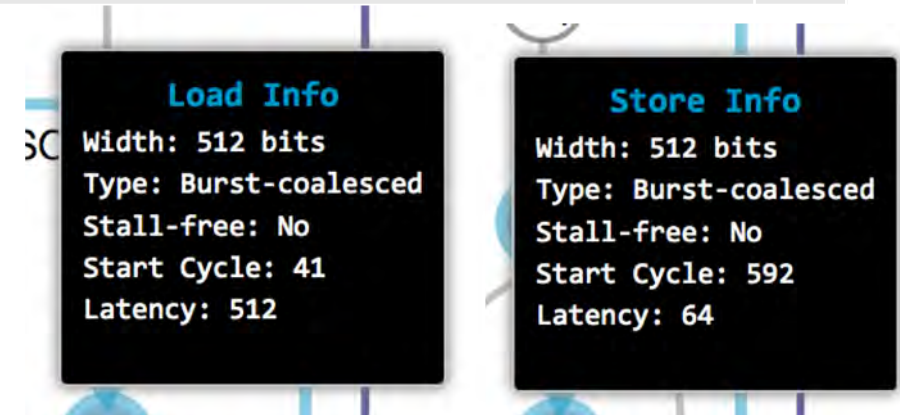 Load Info
Width: 512 bits
Type: Burst-coalesced
Stall-free: No
Start Cycle: 41
Latency: 512
Store Info
Width: 512 bits
Type: Burst-coalesced
Stall-free: No
Start Cycle: 592
Latency: 64